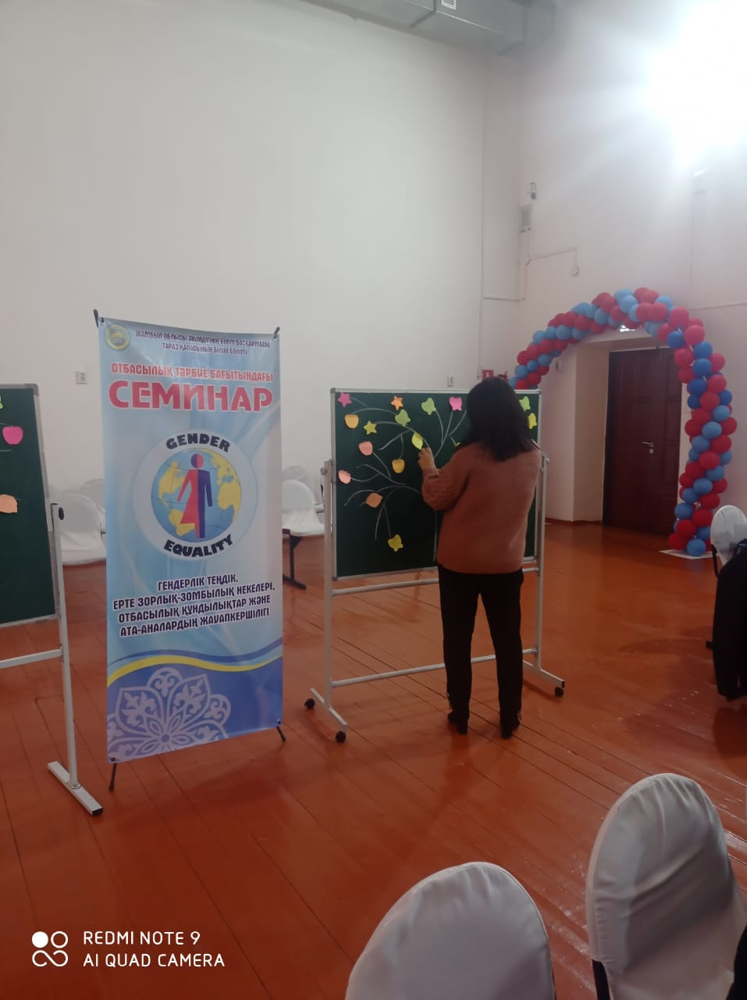 ЖАМБЫЛ ОБЛЫСЫ ӘКІМДІГІНІҢ БІЛІМ БАСҚАРМАСЫ
ТАРАЗ ҚАЛАСЫНЫҢ БІЛІМ БӨЛІМІ
ОТБАСЫЛЫҚ ТӘРБИЕ БАҒЫТЫНДАҒЫ
СЕМИНАР
GENDER
EQUALITY
ГЕНДЕРЛІК ТЕҢДІК,
ЕРТЕ ЗОРЛЫҚ-ЗОМБЫЛЫҚ НЕКЕЛЕРІ,
ОТБАСЫЛЫҚ ҚҰНДЫЛЫҚТАР ЖӘНЕ
АТА-АНАЛАРДЫҢ ЖАУАПКЕРШІЛІГІ
REDMI NOTE 9
AI QUAD CAMERA